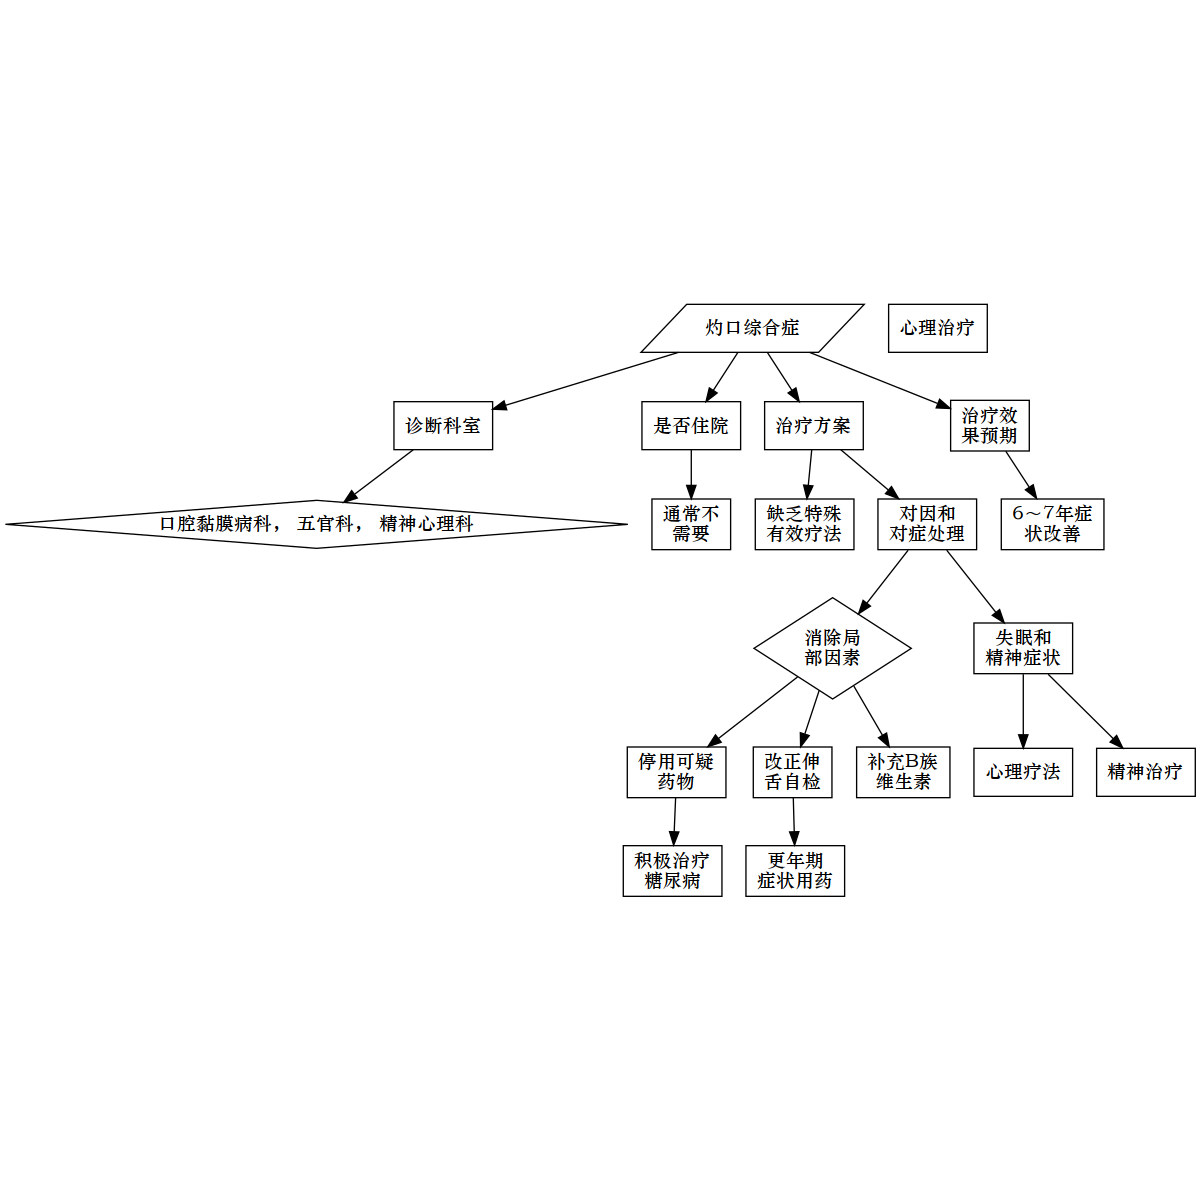 灼口综合症
心理治疗
诊断科室
是否住院
治疗方案
治疗效
果预期
口腔黏膜病科， 五官科， 精神心理科
通常不
需要
缺乏特殊
有效疗法
对因和
对症处理
6～7年症
状改善
消除局
部因素
失眠和
精神症状
停用可疑
药物
改正伸
舌自检
补充B族
维生素
心理疗法
精神治疗
积极治疗
糖尿病
更年期
症状用药